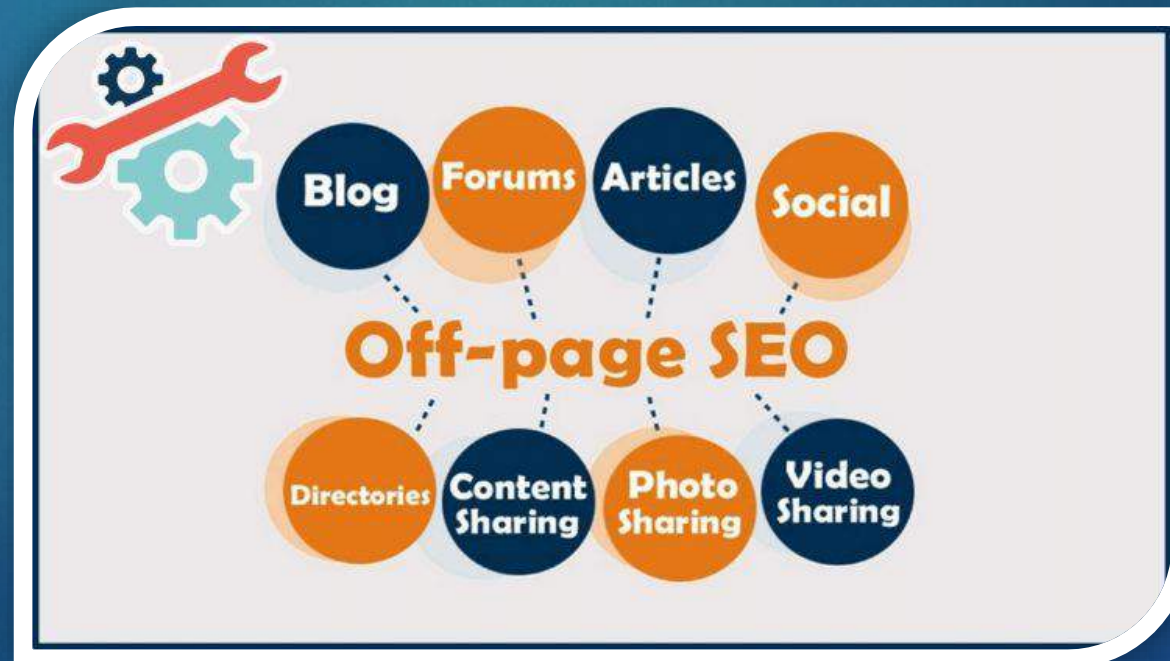 Blog
Forums
Articles
Social
Off-page SEO
Directories
Content
Sharing
Photo
Sharing
Video
Sharing